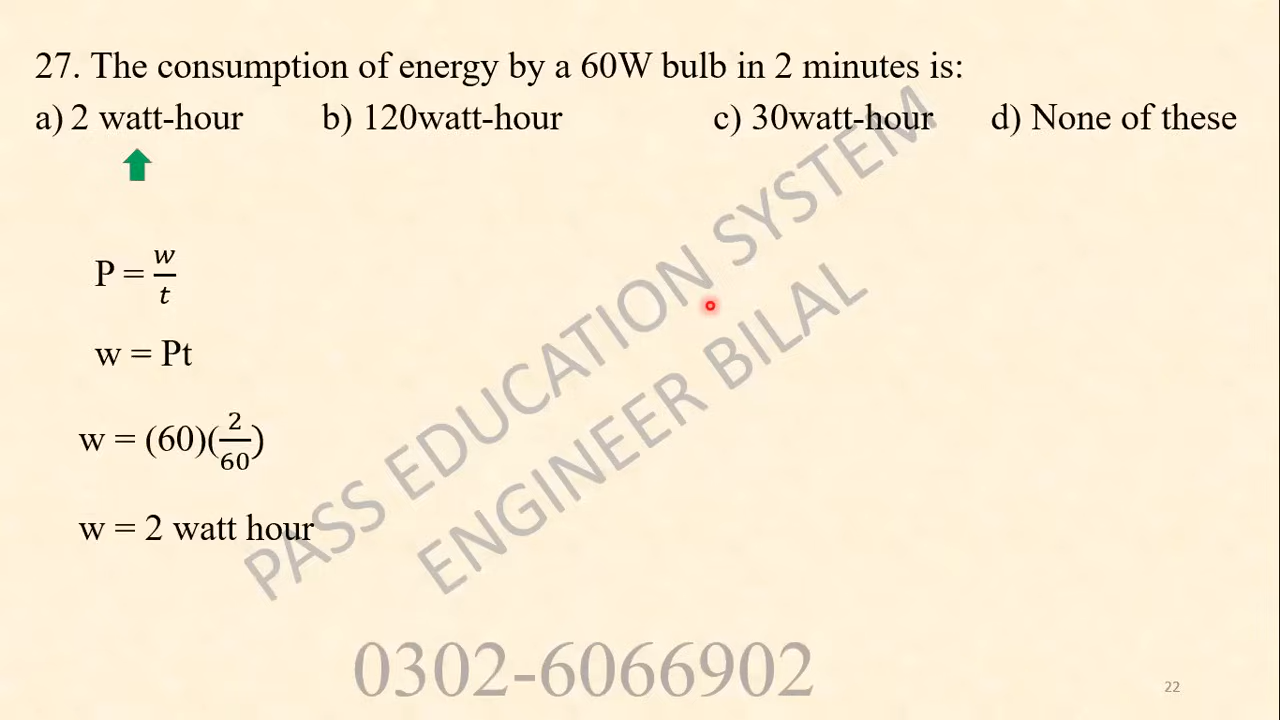 27. The consumption of energy by a 60W bulb in 2 minutes is:
a) 2 watt-hour b) 120watt-hour c) 30watt-hour d) None of these
P = w/t
w = Pt
w = (60)(2/60)
w = 2 watt hour
PASS EDUCATION SYSTEM
ENGINEER BILAL
0302-6066902
22